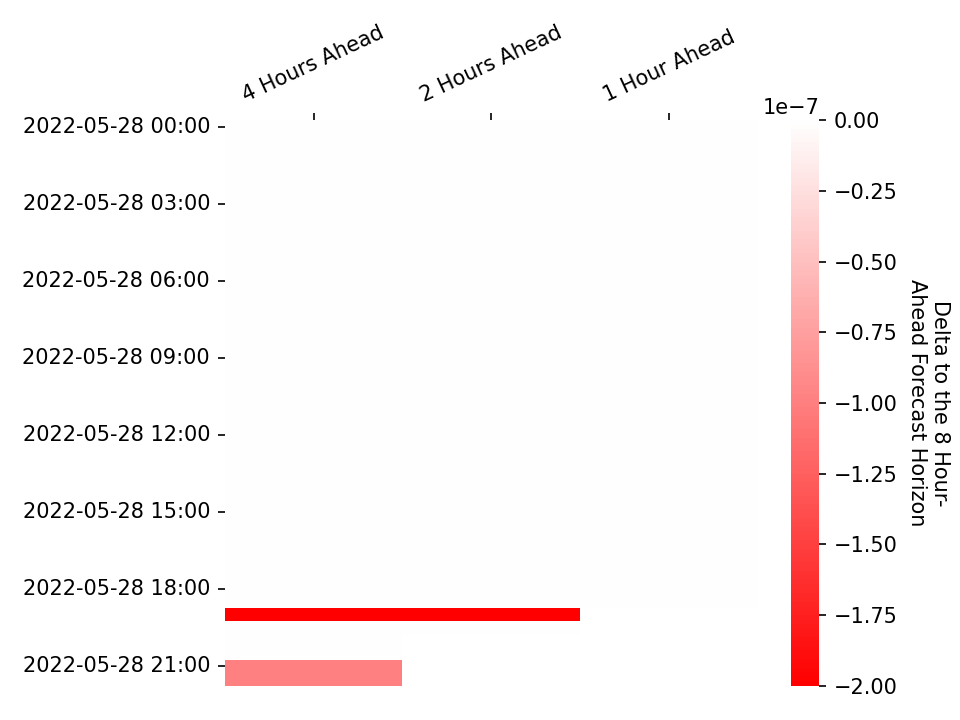 4 Hours Ahead
2 Hours Ahead
1 Hour Ahead
1e−7
2022-05-28 00:00
2022-05-28 03:00
2022-05-28 06:00
2022-05-28 09:00
2022-05-28 12:00
2022-05-28 15:00
2022-05-28 18:00
2022-05-28 21:00
0.00
−0.25
−0.50
−0.75
−1.00
−1.25
−1.50
−1.75
−2.00
Delta to the 8 Hour-
Ahead Forecast Horizon